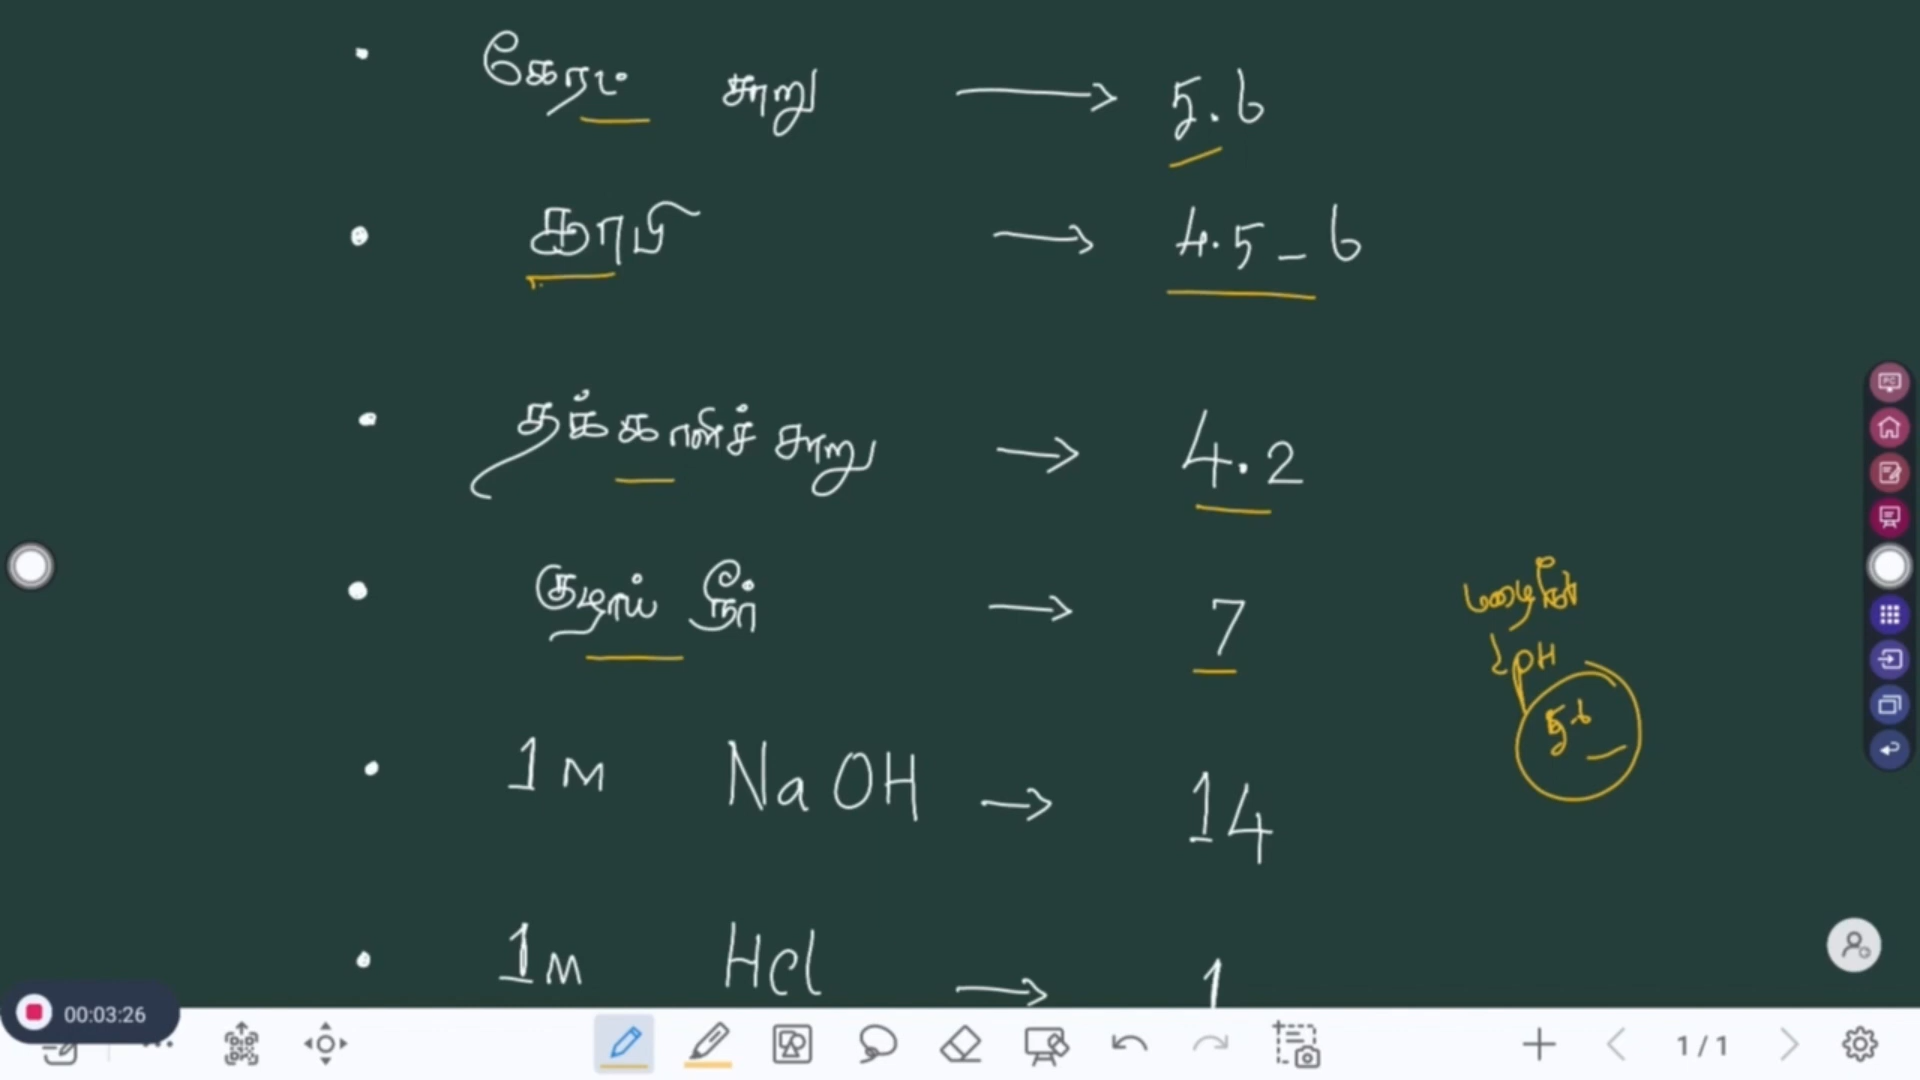 கேரட் சாறு → 5.6
காபி → 4.5 - 6
தக்காளிச் சாறு → 4.2
குழாய் நீர் → 7
மழைநீர்
pH
5.6
1M NaOH → 14
1M HCl → 1
00:03:26
1 / 1